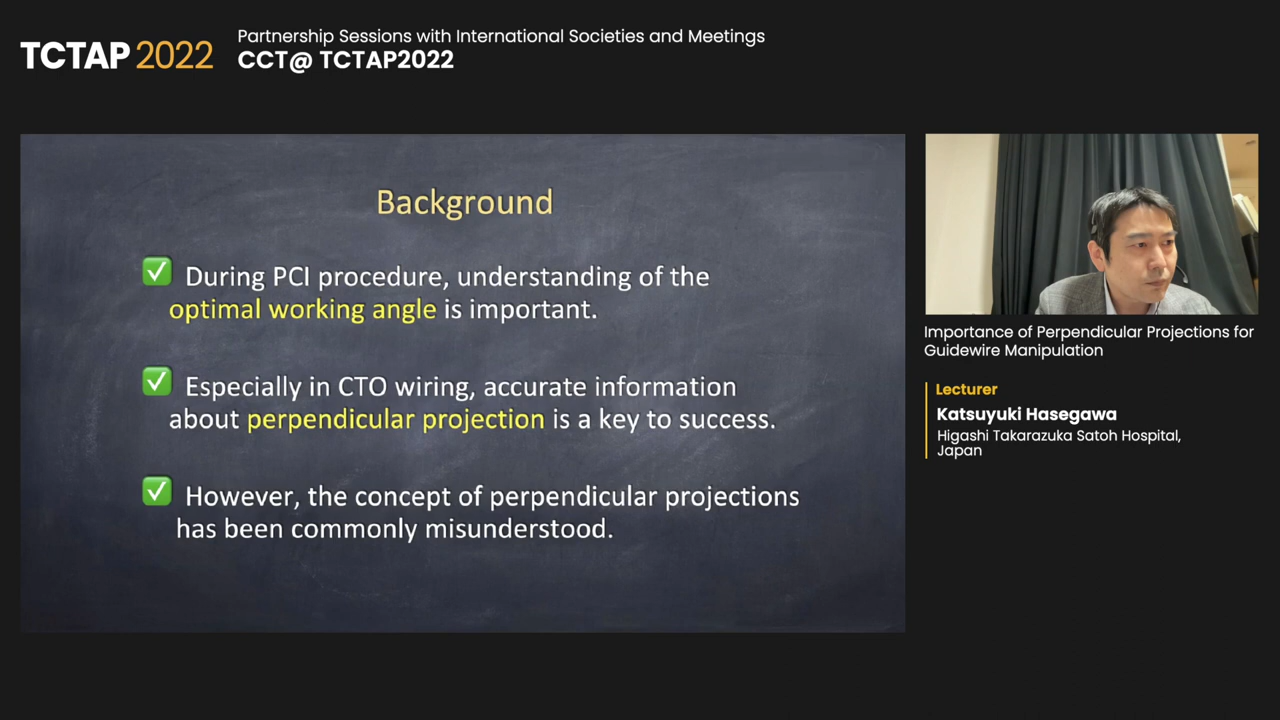 TCTAP 2022
Partnership Sessions with International Societies and Meetings
CCT@ TCTAP2022
Background
During PCI procedure, understanding of the
optimal working angle is important.
Especially in CTO wiring, accurate information
about perpendicular projection is a key to success.
However, the concept of perpendicular projections
has been commonly misunderstood.
Importance of Perpendicular Projections for
Guidewire Manipulation
Lecturer
Katsuyuki Hasegawa
Higashi Takarazuka Satoh Hospital,
Japan